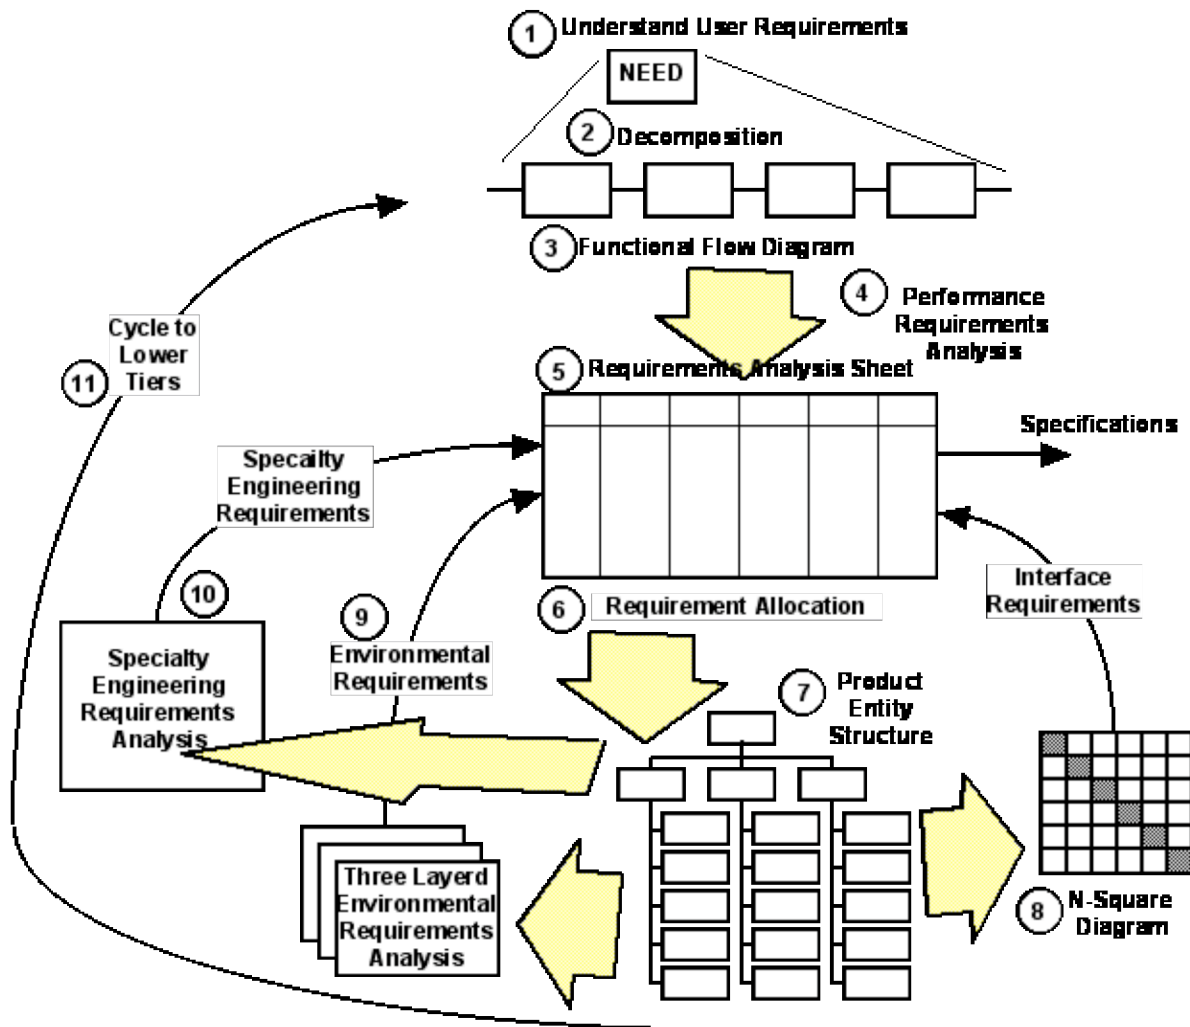 1
Understand User Requirements
NEED
2
Decomposition
3
Functional Flow Diagram
4
Performance
Requirements
Analysis
5
Requirements Analysis Sheet
Specifications
11
Cycle to
Lower
Tiers
Specailty
Engineering
Requirements
10
9
Environmental
Requirements
6
Requirement Allocation
Interface
Requirements
Specialty
Engineering
Requirements
Analysis
7
Product
Entity
Structure
Three Layerd
Environmental
Requirements
Analysis
8
N-Square
Diagram